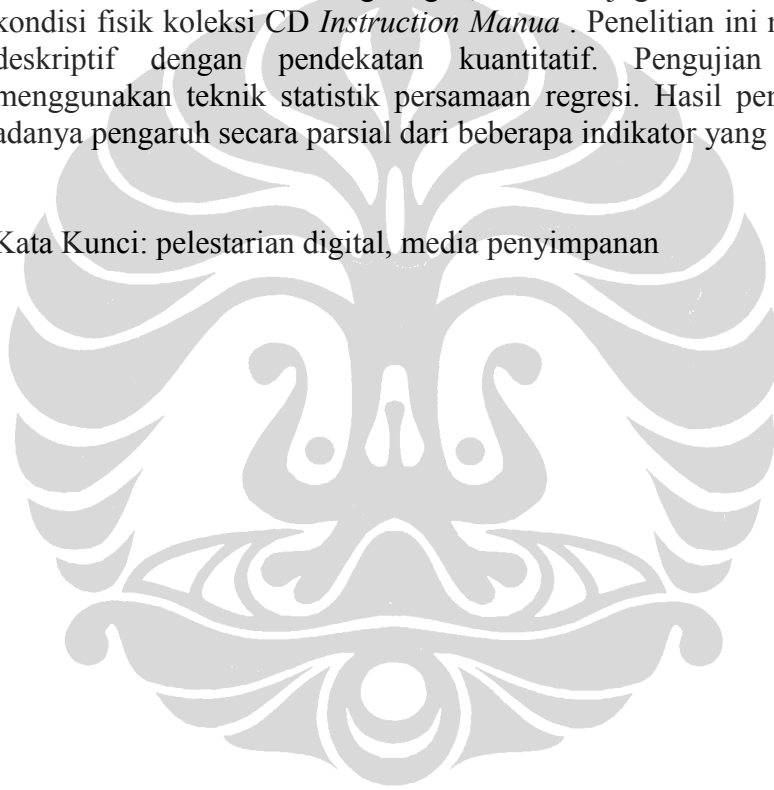 kondisi fisik koleksi CD Instruction Manua . Penelitian ini
deskriptif dengan pendekatan kuantitatif. Pengujian
menggunakan teknik statistik persamaan regresi. Hasil
adanya pengaruh secara parsial dari beberapa indikator yang
Kata Kunci: pelestarian digital, media penyimpanan